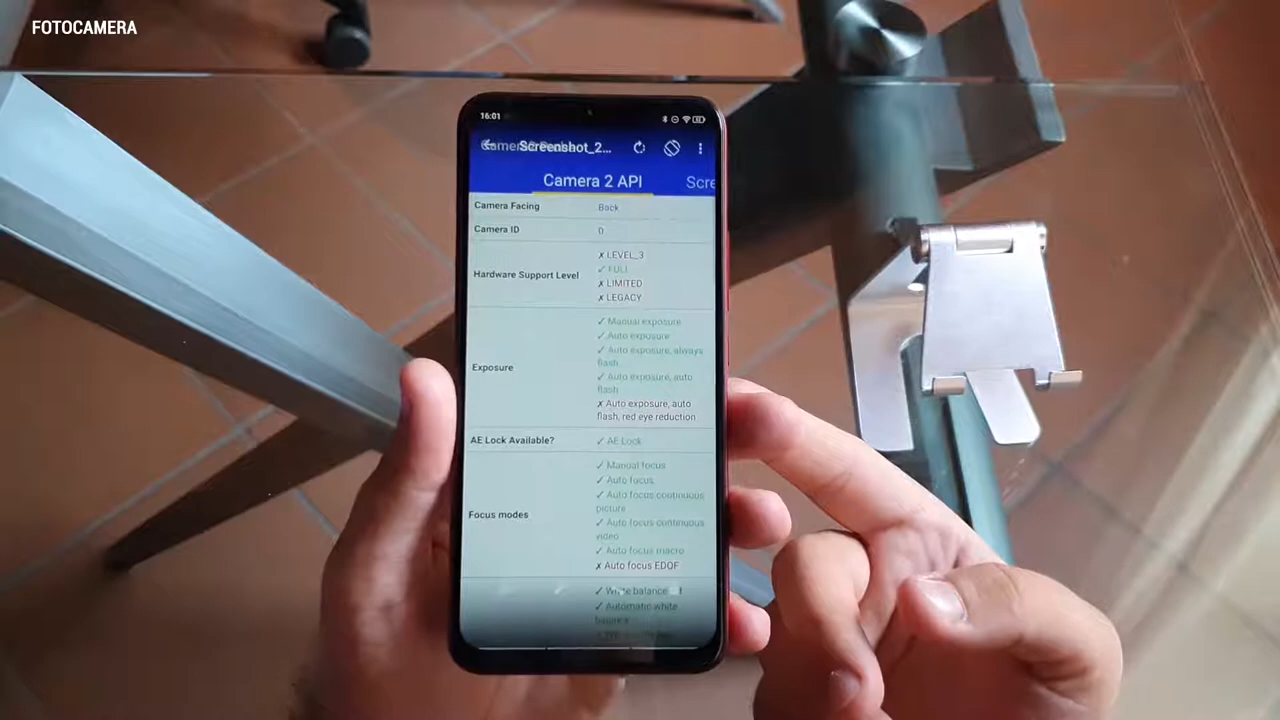 FOTOCAMERA
16:01
Screenshot_2...
Camera 2 API Scre
Camera Facing Back
Camera ID 0
Hardware Support Level
✗ LEVEL_3
✓ FULL
✗ LIMITED
✗ LEGACY
Exposure
✓ Manual exposure
✓ Auto exposure
✓ Auto exposure, always
flash
✓ Auto exposure, auto
flash
✗ Auto exposure, auto
flash, red eye reduction
AE Lock Available? ✓ AE Lock
Focus modes
✓ Manual focus
✓ Auto focus
✓ Auto focus continuous
picture
✓ Auto focus continuous
video
✓ Auto focus macro
✗ Auto focus EDOF
✓ White balance
✓ Automatic white